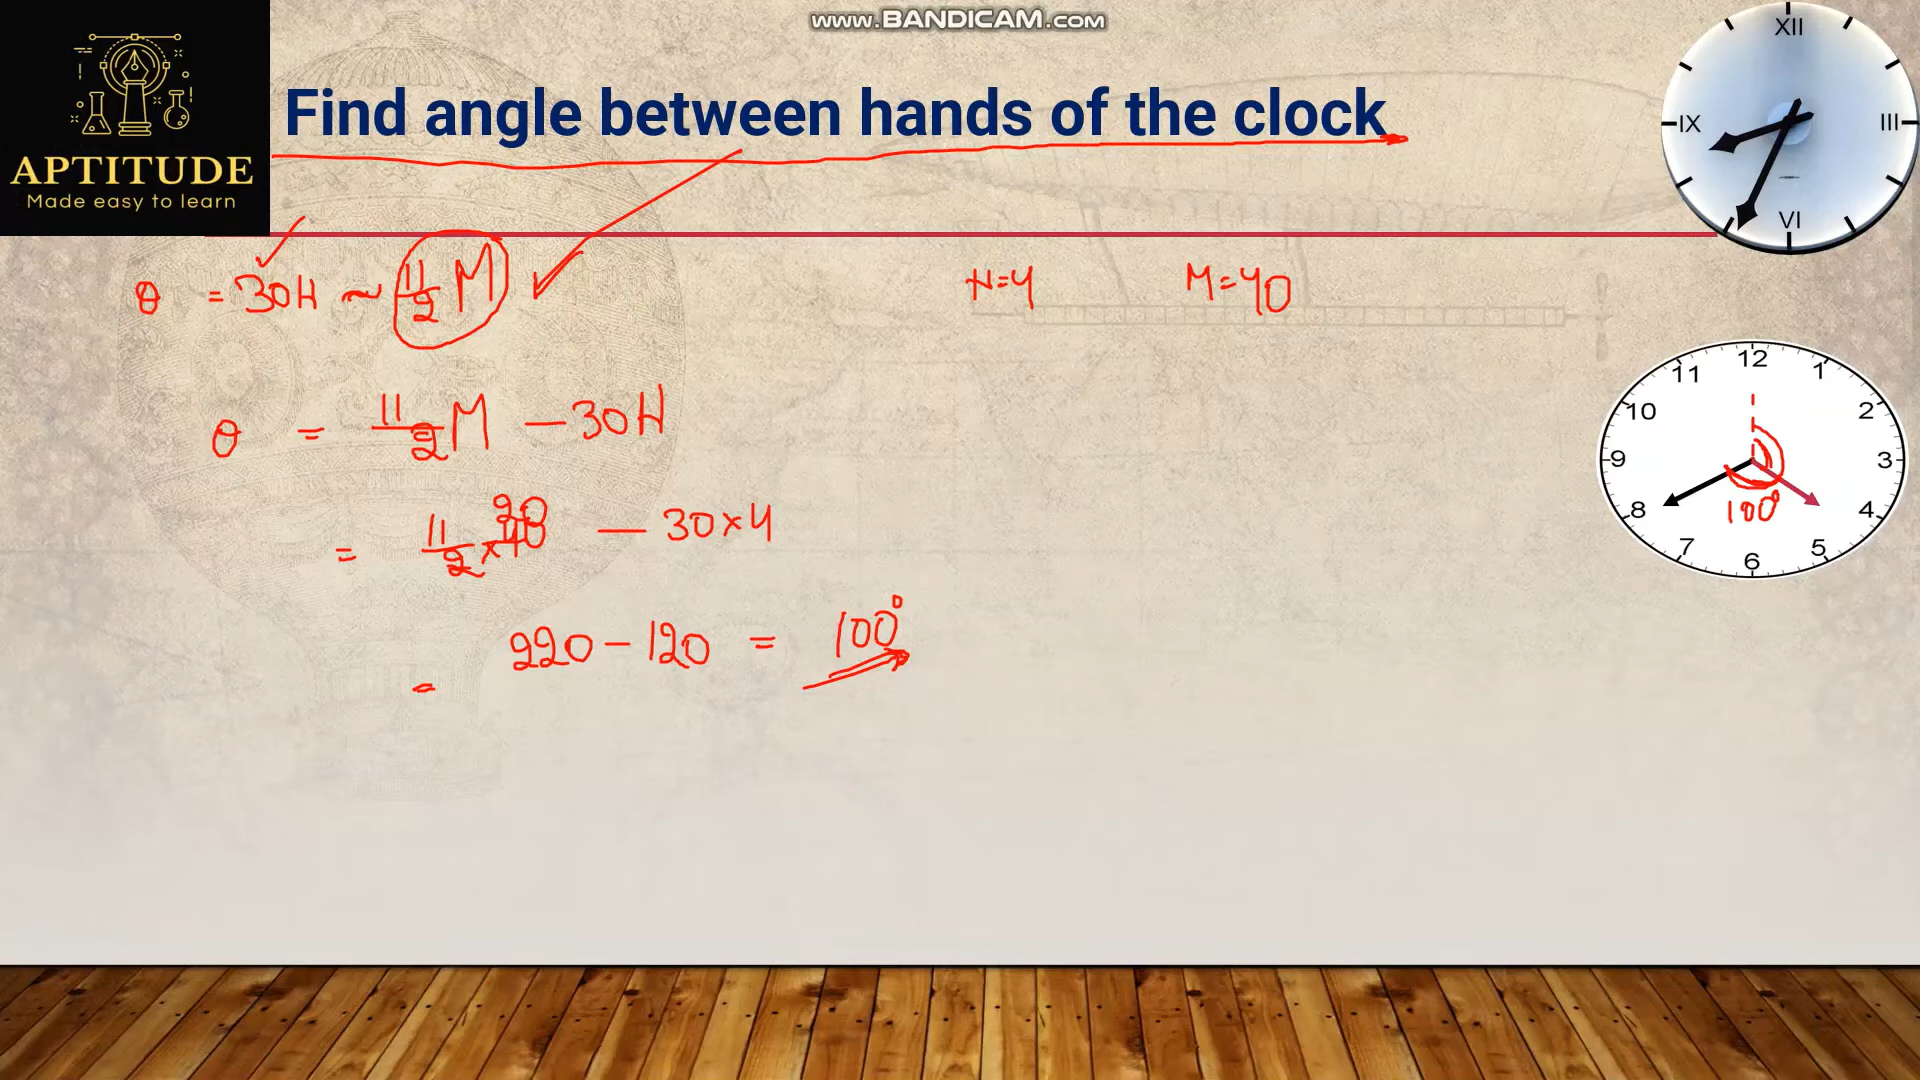 www.BANDICAM.com
APTITUDE
Made easy to learn
Find angle between hands of the clock
XII
III
VI
IX
θ = 30H ~ 11/2 M
H=4 M=40
θ = 11/2 M - 30H
= 11/2 × 40 20 - 30×4
= 220 - 120 = 100°
12
1
2
3
4
5
6
7
8
9
10
11
100°